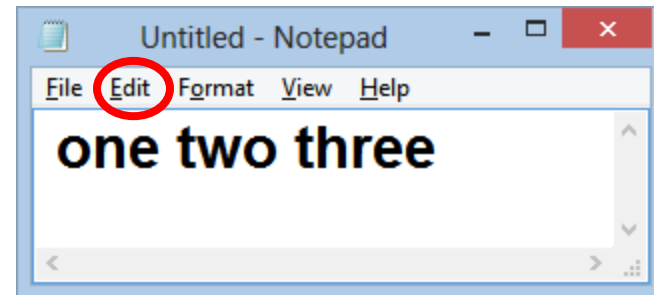 Untitled - Notepad
File Edit Format View Help
one two three